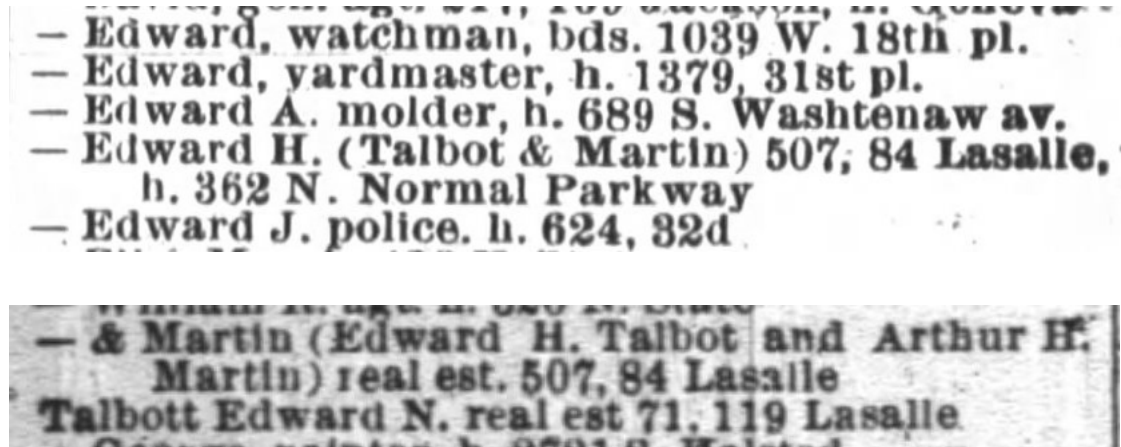 — Edward, watchman, bds. 1039 W. 18th pl.
— Edward, yardmaster, h. 1379, 31st pl.
— Edward A. molder, h. 689 S. Washtenaw av.
— Edward H. (Talbot & Martin) 507, 84 Lasalle,
h. 362 N. Normal Parkway
— Edward J. police. h. 624, 32d
— & Martin (Edward H. Talbot and Arthur H.
Martin) real est. 507, 84 Lasalle
Talbott Edward N. real est 71, 119 Lasalle